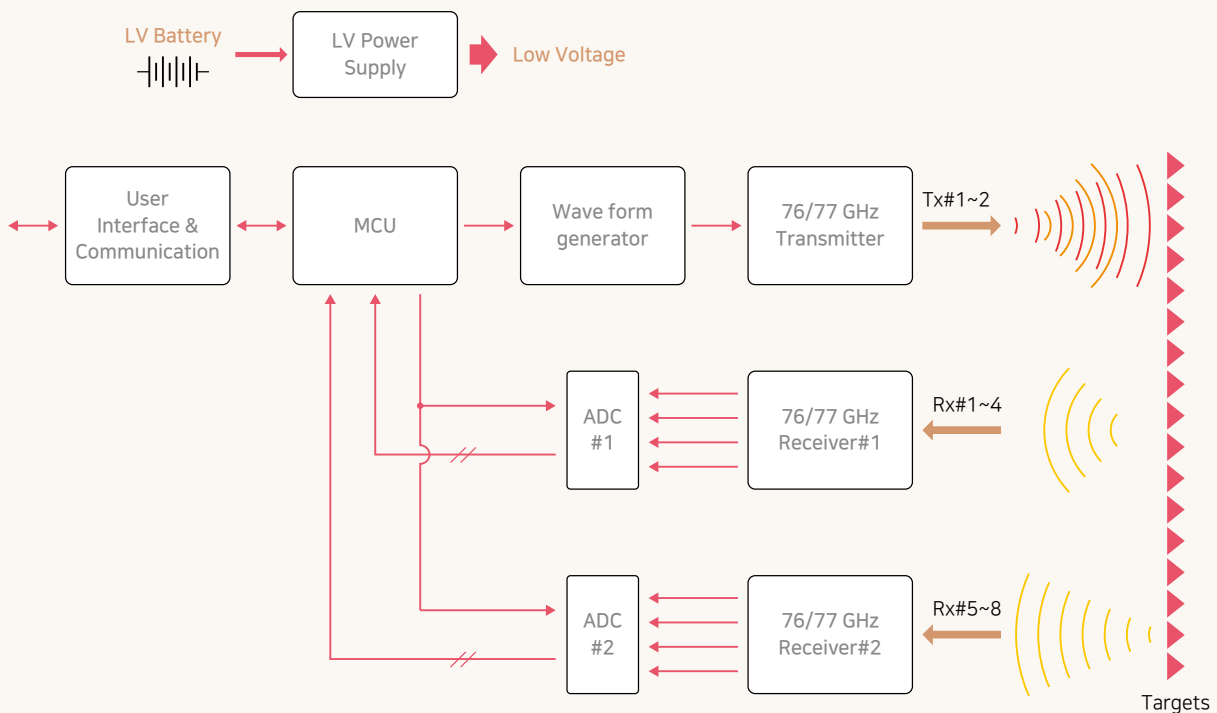 LV Battery
LV Power
Supply
Low Voltage
User
Interface &
Communication
MCU
Wave form
generator
76/77 GHz
Transmitter
Tx#1~2
ADC
#1
76/77 GHz
Receiver#1
Rx#1~4
ADC
#2
76/77 GHz
Receiver#2
Rx#5~8
Targets